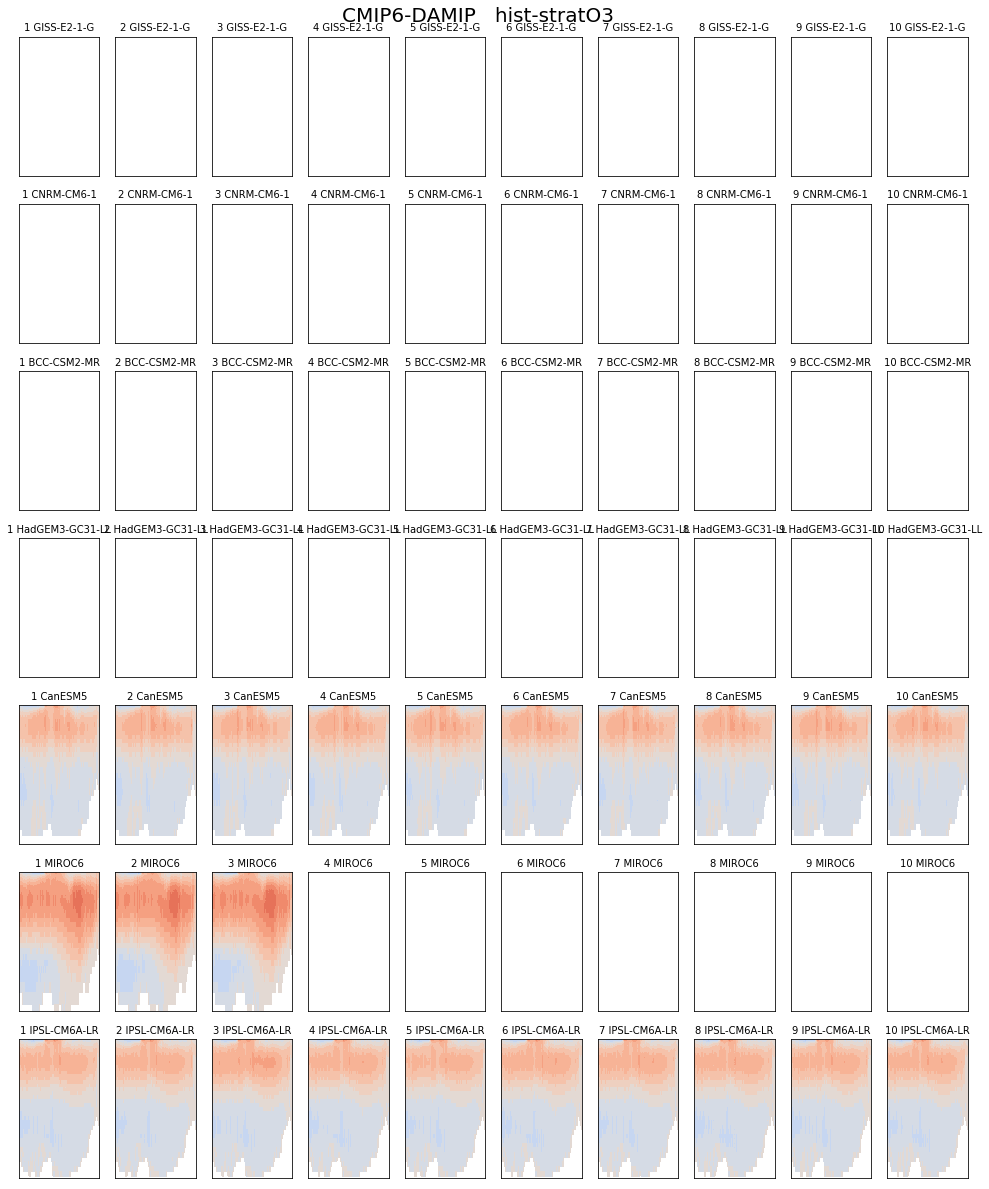 CMIP6-DAMIP   hist-stratO3
1 GISS-E2-1-G 2 GISS-E2-1-G 3 GISS-E2-1-G 4 GISS-E2-1-G 5 GISS-E2-1-G 6 GISS-E2-1-G 7 GISS-E2-1-G 8 GISS-E2-1-G 9 GISS-E2-1-G 10 GISS-E2-1-G
1 CNRM-CM6-1 2 CNRM-CM6-1 3 CNRM-CM6-1 4 CNRM-CM6-1 5 CNRM-CM6-1 6 CNRM-CM6-1 7 CNRM-CM6-1 8 CNRM-CM6-1 9 CNRM-CM6-1 10 CNRM-CM6-1
1 BCC-CSM2-MR 2 BCC-CSM2-MR 3 BCC-CSM2-MR 4 BCC-CSM2-MR 5 BCC-CSM2-MR 6 BCC-CSM2-MR 7 BCC-CSM2-MR 8 BCC-CSM2-MR 9 BCC-CSM2-MR 10 BCC-CSM2-MR
1 HadGEM3-GC31-LL 2 HadGEM3-GC31-LL 3 HadGEM3-GC31-LL 4 HadGEM3-GC31-LL 5 HadGEM3-GC31-LL 6 HadGEM3-GC31-LL 7 HadGEM3-GC31-LL 8 HadGEM3-GC31-LL 9 HadGEM3-GC31-LL 10 HadGEM3-GC31-LL
1 CanESM5 2 CanESM5 3 CanESM5 4 CanESM5 5 CanESM5 6 CanESM5 7 CanESM5 8 CanESM5 9 CanESM5 10 CanESM5
1 MIROC6 2 MIROC6 3 MIROC6 4 MIROC6 5 MIROC6 6 MIROC6 7 MIROC6 8 MIROC6 9 MIROC6 10 MIROC6
1 IPSL-CM6A-LR 2 IPSL-CM6A-LR 3 IPSL-CM6A-LR 4 IPSL-CM6A-LR 5 IPSL-CM6A-LR 6 IPSL-CM6A-LR 7 IPSL-CM6A-LR 8 IPSL-CM6A-LR 9 IPSL-CM6A-LR 10 IPSL-CM6A-LR